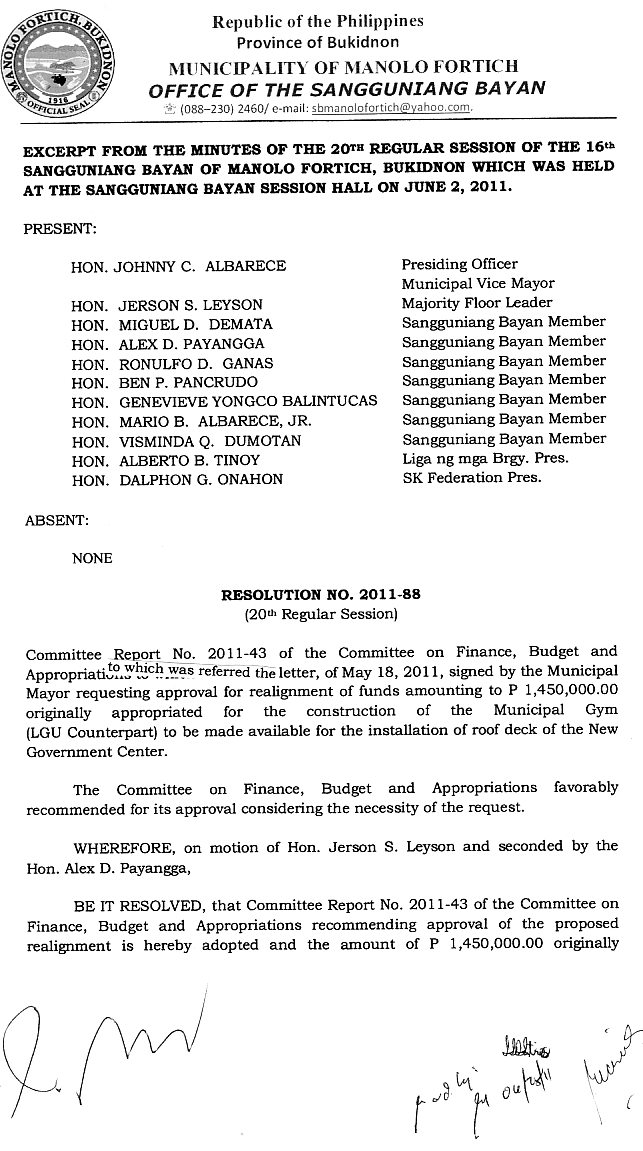 MANOLO FORTICH, BUKIDNON
1916
OFFICIAL SEAL
Republic of the Philippines
Province of Bukidnon
MUNICIPALITY OF MANOLO FORTICH
OFFICE OF THE SANGGUNIANG BAYAN
☏ (088–230) 2460/ e-mail: sbmanolofortich@yahoo.com.
EXCERPT FROM THE MINUTES OF THE 20TH REGULAR SESSION OF THE 16th
SANGGUNIANG BAYAN OF MANOLO FORTICH, BUKIDNON WHICH WAS HELD
AT THE SANGGUNIANG BAYAN SESSION HALL ON JUNE 2, 2011.
PRESENT:
HON. JOHNNY C. ALBARECE Presiding Officer
Municipal Vice Mayor
HON. JERSON S. LEYSON Majority Floor Leader
HON. MIGUEL D. DEMATA Sangguniang Bayan Member
HON. ALEX D. PAYANGGA Sangguniang Bayan Member
HON. RONULFO D. GANAS Sangguniang Bayan Member
HON. BEN P. PANCRUDO Sangguniang Bayan Member
HON. GENEVIEVE YONGCO BALINTUCAS Sangguniang Bayan Member
HON. MARIO B. ALBARECE, JR. Sangguniang Bayan Member
HON. VISMINDA Q. DUMOTAN Sangguniang Bayan Member
HON. ALBERTO B. TINOY Liga ng mga Brgy. Pres.
HON. DALPHON G. ONAHON SK Federation Pres.
ABSENT:
NONE
RESOLUTION NO. 2011-88
(20th Regular Session)
Committee Report No. 2011-43 of the Committee on Finance, Budget and
Appropriati to which was referred the letter, of May 18, 2011, signed by the Municipal
Mayor requesting approval for realignment of funds amounting to P 1,450,000.00
originally appropriated for the construction of the Municipal Gym
(LGU Counterpart) to be made available for the installation of roof deck of the New
Government Center.
The Committee on Finance, Budget and Appropriations favorably
recommended for its approval considering the necessity of the request.
WHEREFORE, on motion of Hon. Jerson S. Leyson and seconded by the
Hon. Alex D. Payangga,
BE IT RESOLVED, that Committee Report No. 2011-43 of the Committee on
Finance, Budget and Appropriations recommending approval of the proposed
realignment is hereby adopted and the amount of P 1,450,000.00 originally